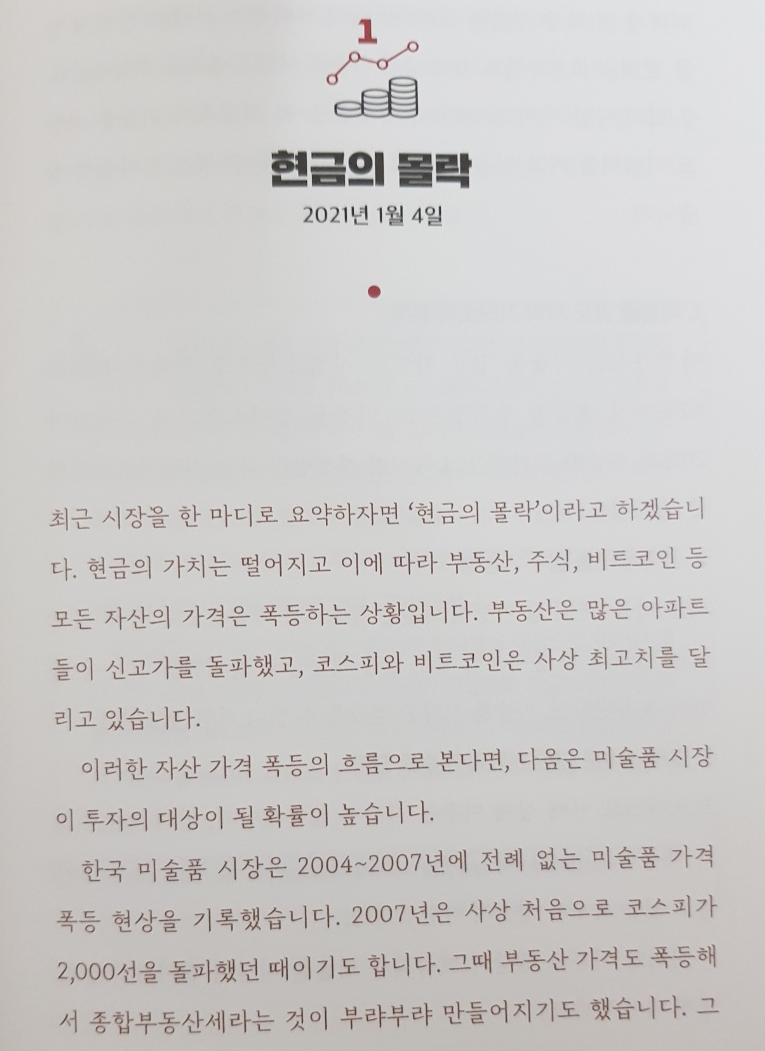 1
현금의 몰락
2021년 1월 4일
최근 시장을 한 마디로 요약하자면 ‘현금의 몰락’이라고 하겠습니
다. 현금의 가치는 떨어지고 이에 따라 부동산, 주식, 비트코인 등
모든 자산의 가격은 폭등하는 상황입니다. 부동산은 많은 아파트
들이 신고가를 돌파했고, 코스피와 비트코인은 사상 최고치를 달
리고 있습니다.
이러한 자산 가격 폭등의 흐름으로 본다면, 다음은 미술품 시장
이 투자의 대상이 될 확률이 높습니다.
한국 미술품 시장은 2004~2007년에 전례 없는 미술품 가격
폭등 현상을 기록했습니다. 2007년은 사상 처음으로 코스피가
2,000선을 돌파했던 때이기도 합니다. 그때 부동산 가격도 폭등해
서 종합부동산세라는 것이 부랴부랴 만들어지기도 했습니다. 그